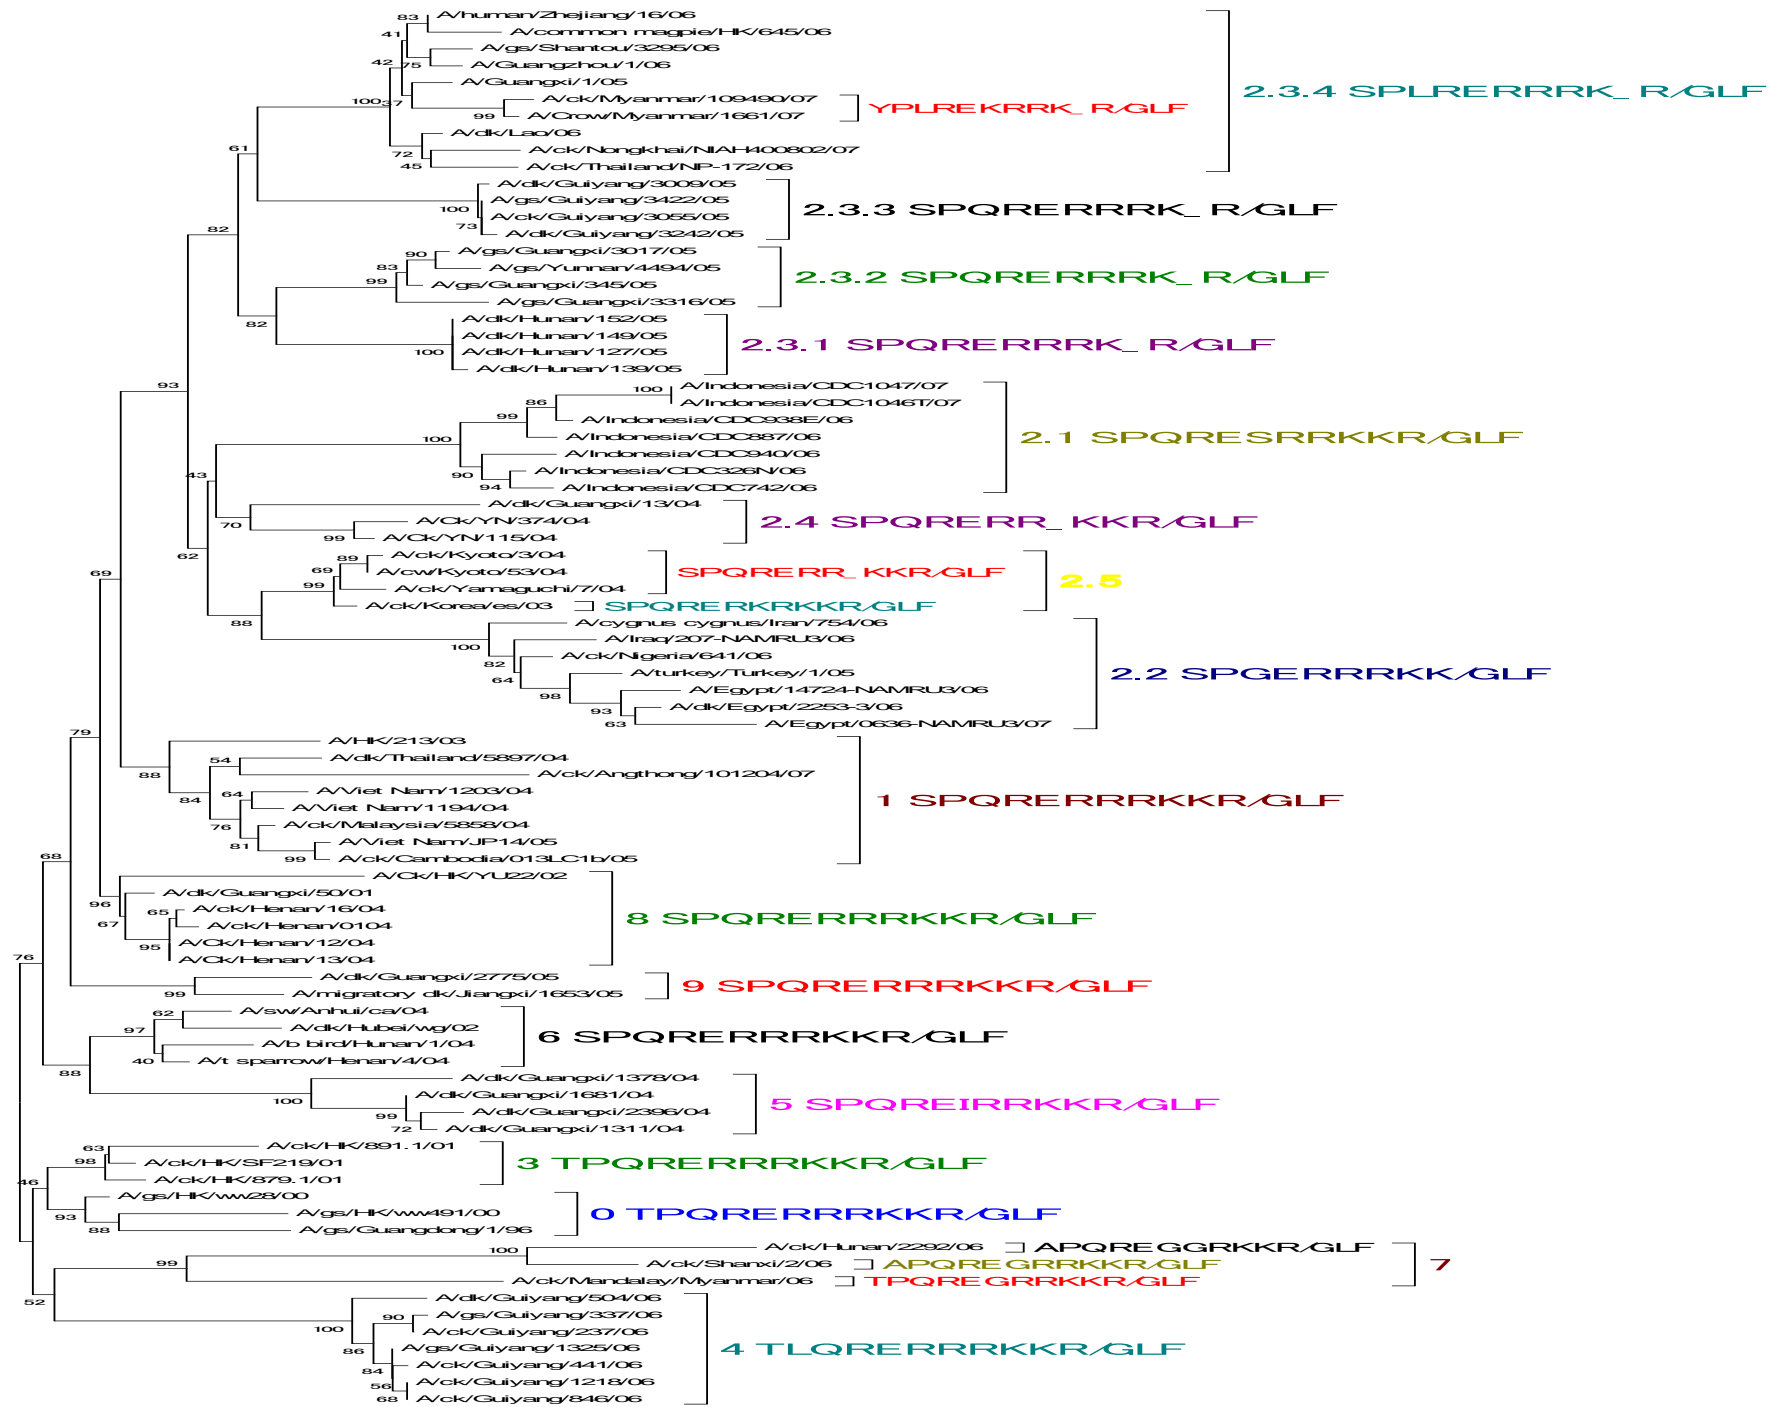 83 A/human/Zhejiang/16/06
41 A/common magpie/HK/645/06
A/gs/Shantou/3295/06
42 75 A/Guangzhou/1/06
A/Guangxi/1/05
2.3.4 SPLRERRRK_ R/GLF
100 37 A/ck/Myanmar/109490/07
YPLREKRRK_ R/GLF
99 A/Crow/Myanmar/1661/07
A/dk/Lao/06
61 72 A/ck/Nongkhai/NIAH400802/07
45 A/ck/Thailand/NP-172/06
A/dk/Guiyang/3009/05
A/gs/Guiyang/3422/05
100 2.3.3 SPQRERRRK_ R/GLF
A/ck/Guiyang/3055/05
82 73 A/dk/Guiyang/3242/05
90 A/gs/Guangxi/3017/05
83 A/gs/Yunnan/4494/05
2.3.2 SPQRERRRK_ R/GLF
99 A/gs/Guangxi/345/05
A/gs/Guangxi/3316/05
82 A/dk/Hunan/152/05
A/dk/Hunan/149/05
2.3.1 SPQRERRRK_ R/GLF
100 A/dk/Hunan/127/05
A/dk/Hunan/139/05
93 100 A/Indonesia/CDC1047/07
86 A/Indonesia/CDC1046T/07
99 A/Indonesia/CDC938E/06
100 A/Indonesia/CDC887/06
2.1 SPQRESRRKKR/GLF
A/Indonesia/CDC940/06
43 90 A/Indonesia/CDC326N/06
94 A/Indonesia/CDC742/06
A/dk/Guangxi/13/04
70 A/Ck/YN/374/04
2.4 SPQRERR_ KKR/GLF
99 A/Ck/YN/115/04
62 89 A/ck/Kyoto/3/04
69 69 A/cw/Kyoto/53/04
SPQRERR_ KKR/GLF
2.5
99 A/ck/Yamaguchi/7/04
A/ck/Korea/es/03
SPQRERKRKKR/GLF
88 A/cygnus cygnus/Iran/754/06
100 A/Iraq/207-NAMRU3/06
82 A/ck/Nigeria/641/06
64 A/turkey/Turkey/1/05
2.2 SPGERRRKK/GLF
98 A/Egypt/14724-NAMRU3/06
93 A/dk/Egypt/2253-3/06
63 A/Egypt/0636-NAMRU3/07
79 A/HK/213/03
54 A/dk/Thailand/5897/04
88 A/ck/Angthong/101204/07
64 A/Viet Nam/1203/04
84 A/Viet Nam/1194/04
1 SPQRERRRKKR/GLF
76 A/ck/Malaysia/5858/04
81 A/Viet Nam/JP14/05
68 99 A/ck/Cambodia/013LC1b/05
A/Ck/HK/YU22/02
A/dk/Guangxi/50/01
96 65 A/ck/Henan/16/04
8 SPQRERRRKKR/GLF
67 A/ck/Henan/0104
95 A/Ck/Henan/12/04
76 A/Ck/Henan/13/04
A/dk/Guangxi/2775/05
9 SPQRERRRKKR/GLF
99 A/migratory dk/Jiangxi/1653/05
62 A/sw/Anhui/ca/04
97 A/dk/Hubei/wg/02
6 SPQRERRRKKR/GLF
A/b bird/Hunan/1/04
40 A/t sparrow/Henan/4/04
88 A/dk/Guangxi/1378/04
100 A/dk/Guangxi/1681/04
5 SPQREIRRKKR/GLF
99 A/dk/Guangxi/2396/04
72 A/dk/Guangxi/1311/04
63 A/ck/HK/891.1/01
98 A/ck/HK/SF219/01
3 TPQRERRRKKR/GLF
46 A/ck/HK/879.1/01
A/gs/HK/ww28/00
93 A/gs/HK/ww491/00
0 TPQRERRRKKR/GLF
88 A/gs/Guangdong/1/96
100 A/ck/Hunan/2292/06 APQREGGRKKR/GLF
99 A/ck/Shanxi/2/06 APQREGRRKKR/GLF
7
A/ck/Mandalay/Myanmar/06 TPQREGRRKKR/GLF
52 A/dk/Guiyang/504/06
90 A/gs/Guiyang/337/06
100 A/ck/Guiyang/237/06
86 A/gs/Guiyang/1325/06
4 TLQRERRRKKR/GLF
84 A/ck/Guiyang/441/06
56 A/ck/Guiyang/1218/06
68 A/ck/Guiyang/846/06